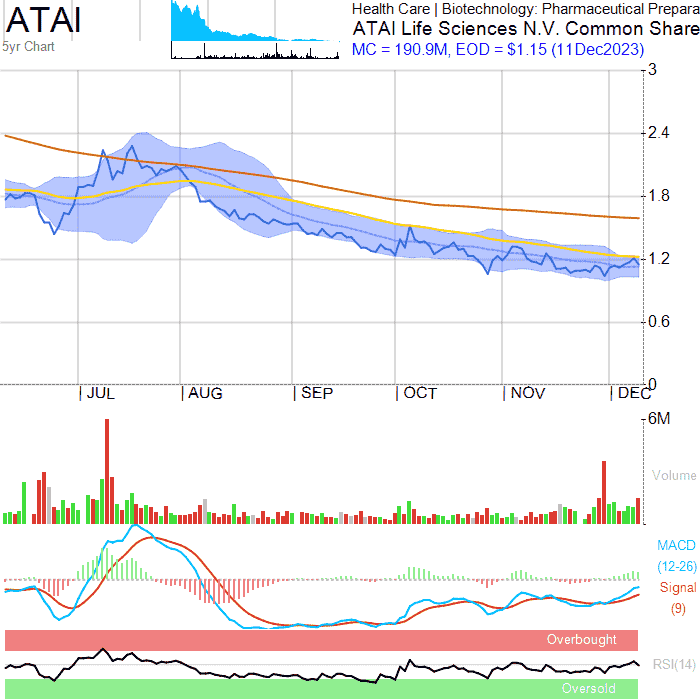 ATAI
5yr Chart
Health Care | Biotechnology: Pharmaceutical Prepara
ATAI Life Sciences N.V. Common Share
MC = 190.9M, EOD = $1.15 (11Dec2023)
3
2.4
1.8
1.2
0.6
0
| JUL | AUG | SEP | OCT | NOV | DEC
6M
Volume
MACD
(12-26)
Signal
(9)
Overbought
RSI(14)
Oversold